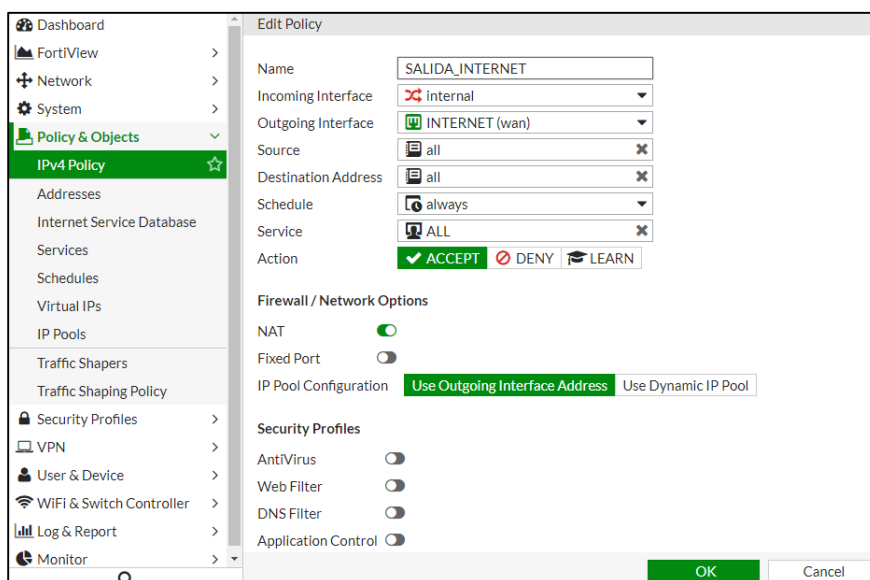 Dashboard
FortiView
Network
System
Policy & Objects
IPv4 Policy
Addresses
Internet Service Database
Services
Schedules
Virtual IPs
IP Pools
Traffic Shapers
Traffic Shaping Policy
Security Profiles
VPN
User & Device
WiFi & Switch Controller
Log & Report
Monitor
Edit Policy
Name SALIDA_INTERNET
Incoming Interface internal
Outgoing Interface INTERNET (wan)
Source all
Destination Address all
Schedule always
Service ALL
Action ACCEPT DENY LEARN
Firewall / Network Options
NAT
Fixed Port
IP Pool Configuration Use Outgoing Interface Address Use Dynamic IP Pool
Security Profiles
AntiVirus
Web Filter
DNS Filter
Application Control
OK Cancel